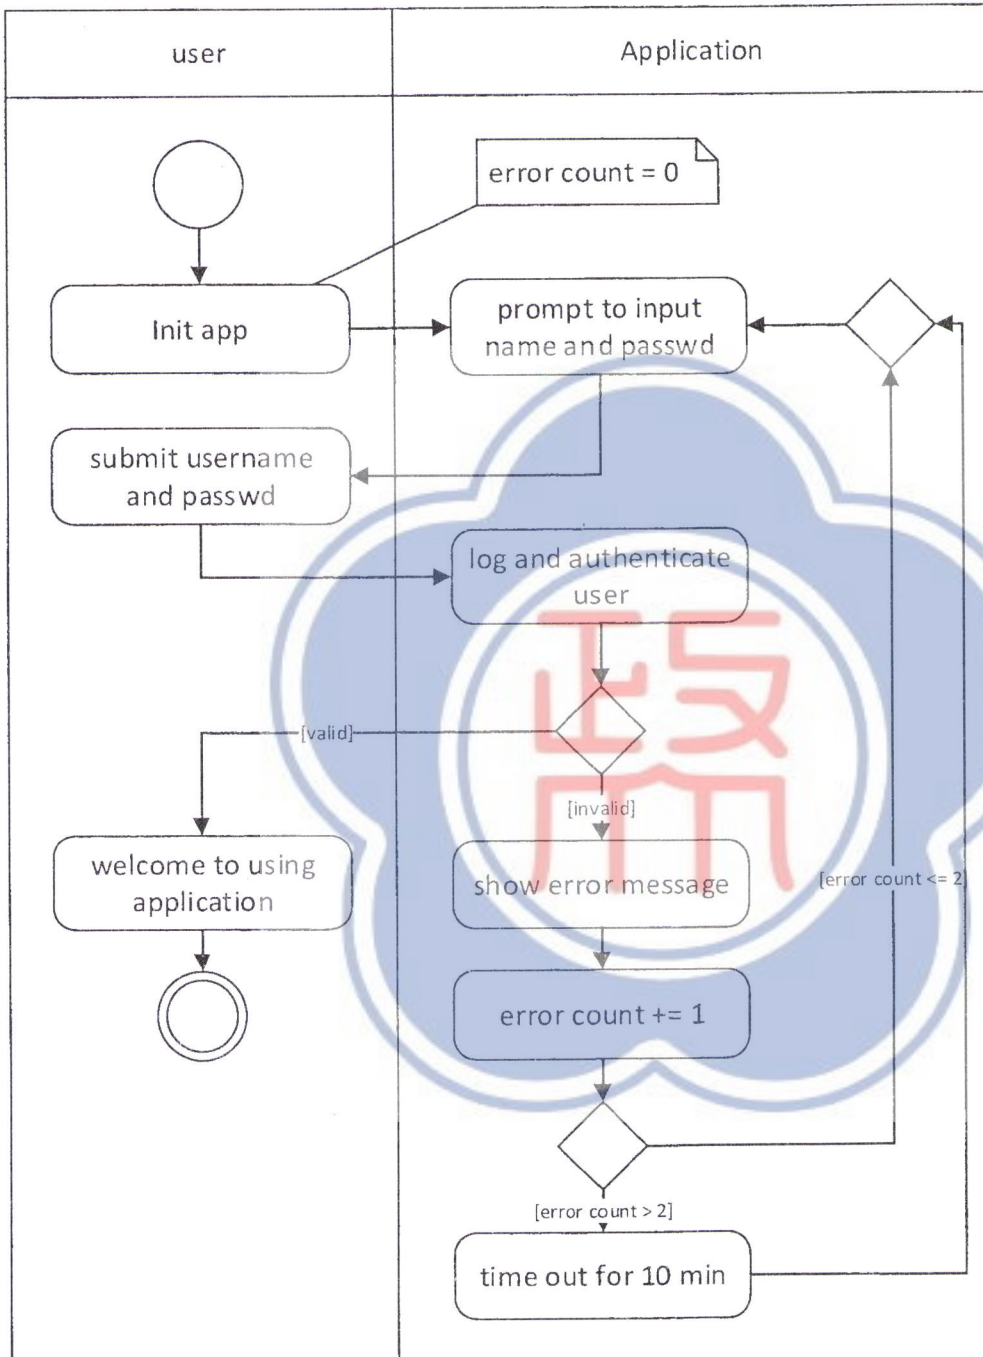 user
Application
error count = 0
Init app
prompt to input
name and passwd
submit username
and passwd
log and authenticate
user
[valid]
[invalid]
welcome to using
application
show error message
[error count <= 2]
error count += 1
[error count > 2]
time out for 10 min
政大